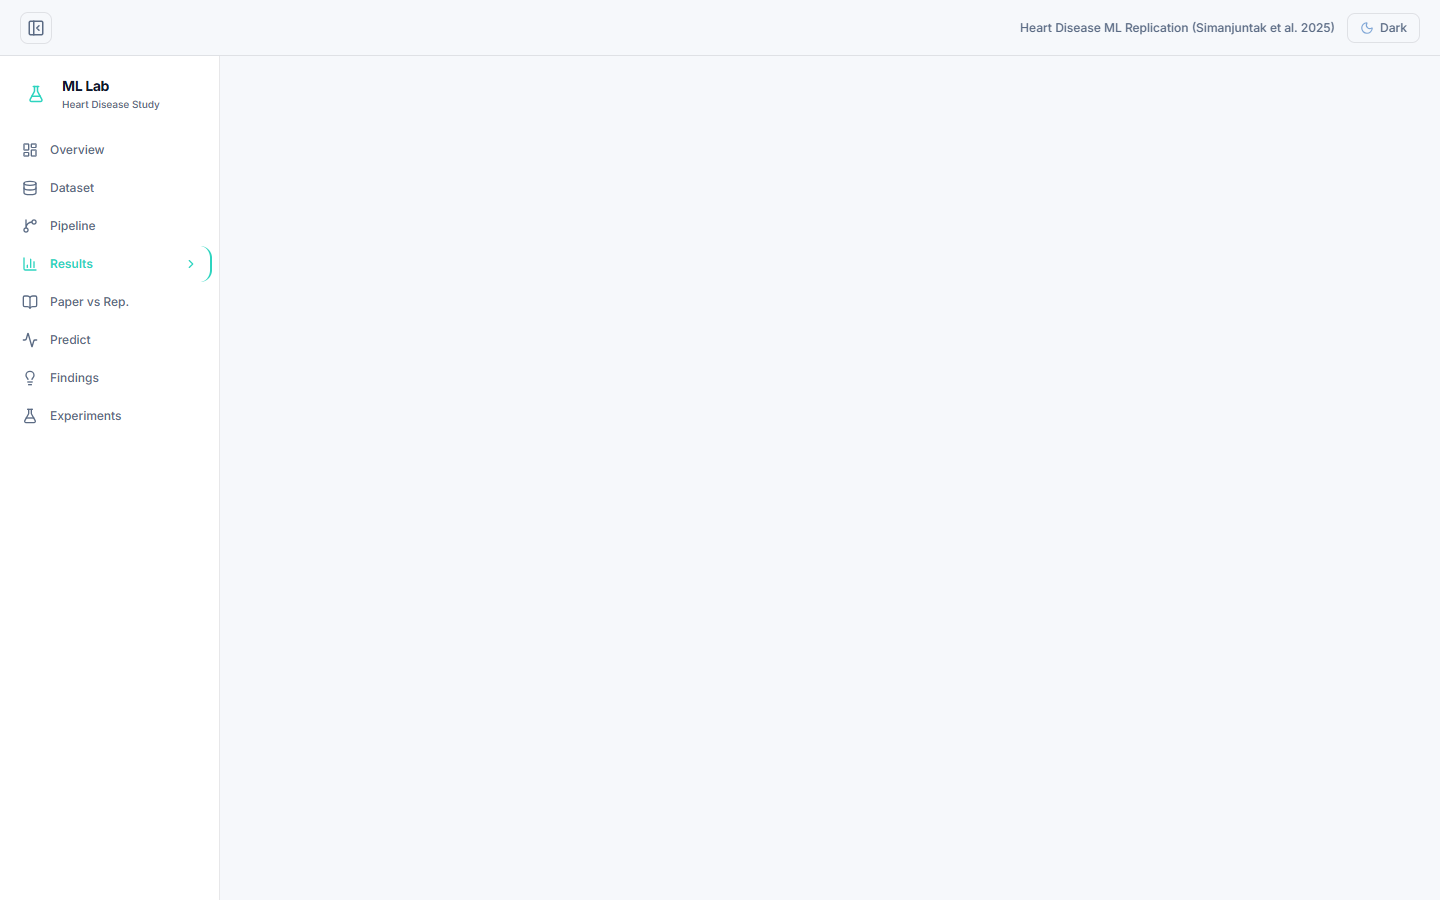 Heart Disease ML Replication (Simanjuntak et al. 2025)
Dark
ML Lab
Heart Disease Study
Overview
Dataset
Pipeline
Results
Paper vs Rep.
Predict
Findings
Experiments